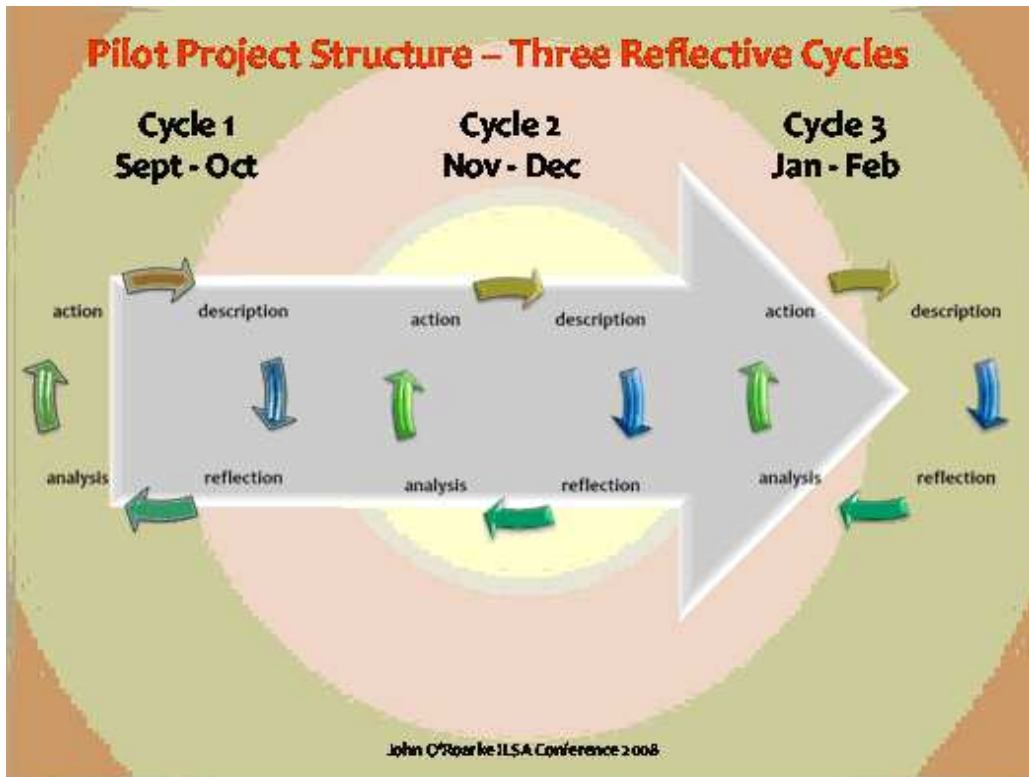 Pilot Project Structure – Three Reflective Cycles
Cycle 1
Sept - Oct
Cycle 2
Nov - Dec
Cycle 3
Jan - Feb
action
description
reflection
analysis
action
description
reflection
analysis
action
description
reflection
analysis
John O'Roarke ILSA Conference 2008